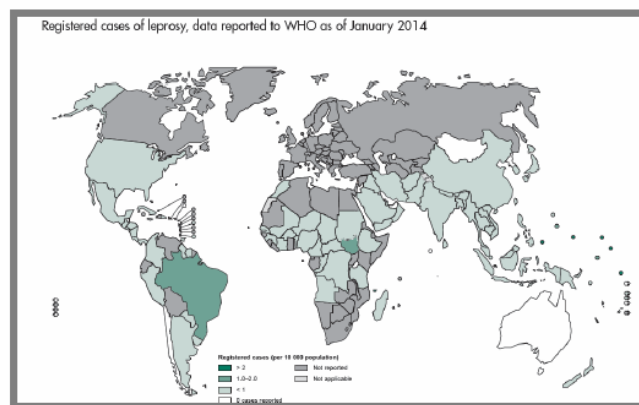 Registered cases of leprosy, data reported to WHO as of January 2014
Registered cases (per 10 000 population)
> 2
1.0–2.0
< 1
0 cases reported
Not reported
Not applicable